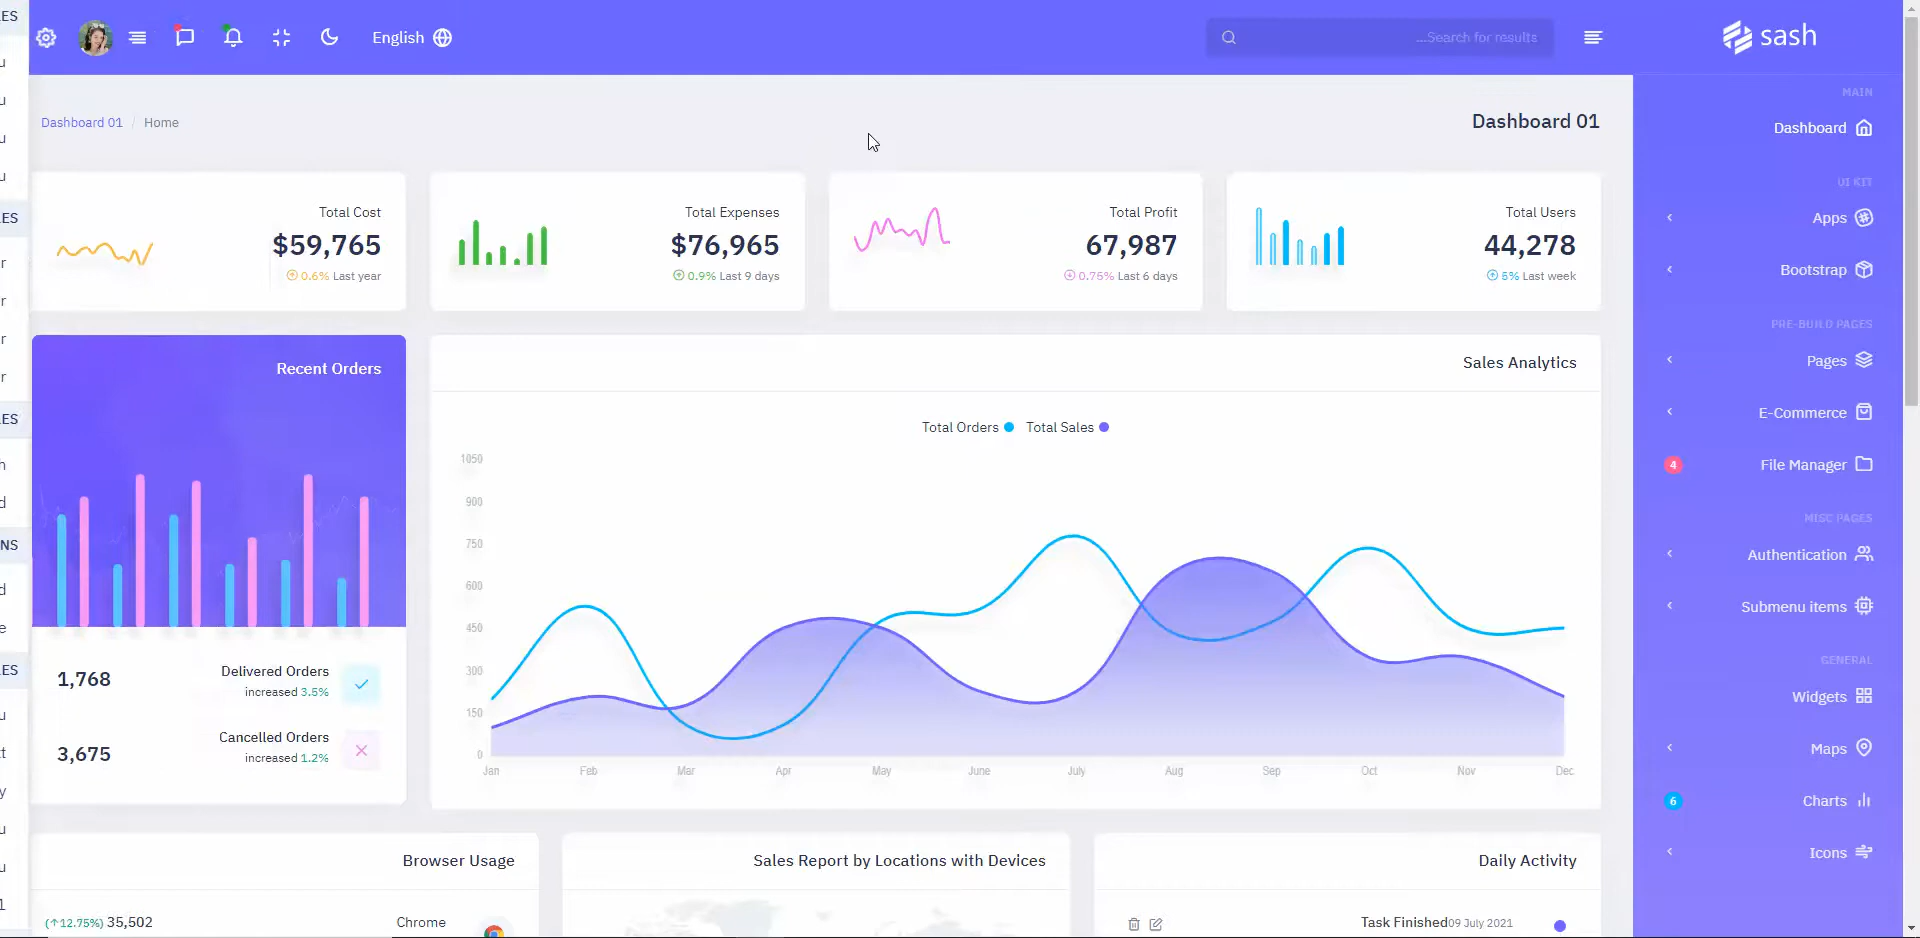 English
...Search for results
sash
Dashboard 01 / Home
Dashboard 01
Total Cost
$59,765
0.6% Last year
Total Expenses
$76,965
0.9% Last 9 days
Total Profit
67,987
0.75% Last 6 days
Total Users
44,278
5% Last week
Recent Orders
1,768
Delivered Orders
increased 3.5%
3,675
Cancelled Orders
increased 1.2%
Sales Analytics
Total Orders
Total Sales
1050
900
750
600
450
300
150
0
Jan Feb Mar Apr May June July Aug Sep Oct Nov Dec
Browser Usage
(↑12.75%) 35,502
Chrome
Sales Report by Locations with Devices
Daily Activity
Task Finished 09 July 2021
MAIN
Dashboard
UI KIT
Apps
Bootstrap
PRE-BUILD PAGES
Pages
E-Commerce
4 File Manager
MISC PAGES
Authentication
Submenu items
GENERAL
Widgets
Maps
6 Charts
Icons